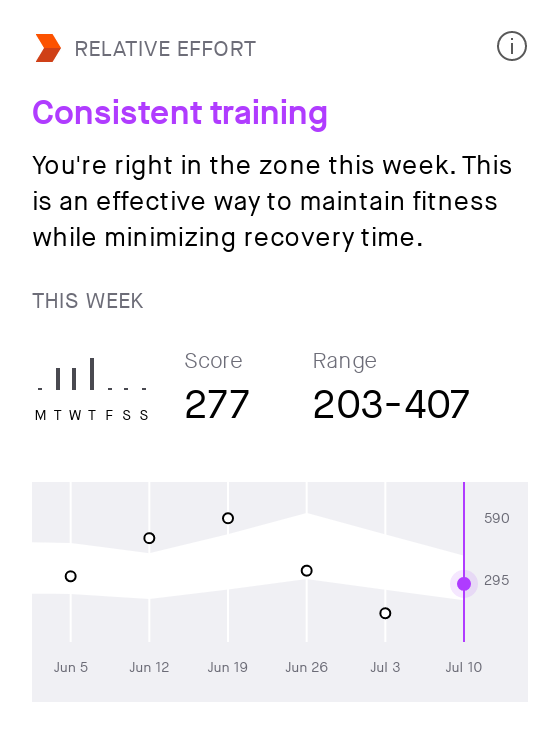 RELATIVE EFFORT
Consistent training
You're right in the zone this week. This
is an effective way to maintain fitness
while minimizing recovery time.
THIS WEEK
Score
Range
M T W T F S S
277
203-407
590
295
Jun 5
Jun 12
Jun 19
Jun 26
Jul 3
Jul 10